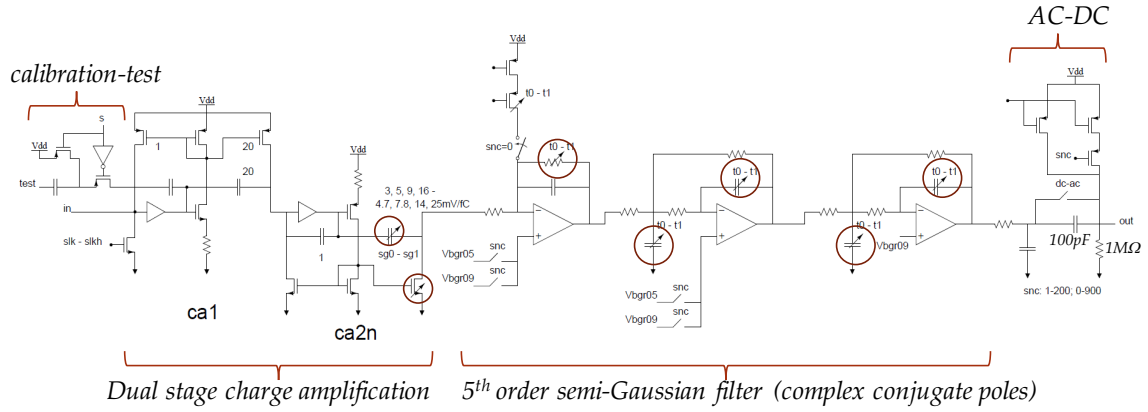 AC-DC
calibration-test
Vdd
Vdd
Vdd
s
t0 - t1
Vdd
1
20
snc=0
t0 - t1
snc
test
20
Vdd
3, 5, 9, 16 -
4.7, 7.8, 14, 25mV/fC
t0 - t1
t0 - t1
dc-ac
in
t0 - t1
t0 - t1
out
slk - slkh
1
sg0 - sg1
Vbgr05
snc
Vbgr09
snc
Vbgr09
100pF
1MΩ
ca1
ca2n
Vbgr05
snc
Vbgr09
snc
snc: 1-200; 0-900
Dual stage charge amplification
5th order semi-Gaussian filter (complex conjugate poles)